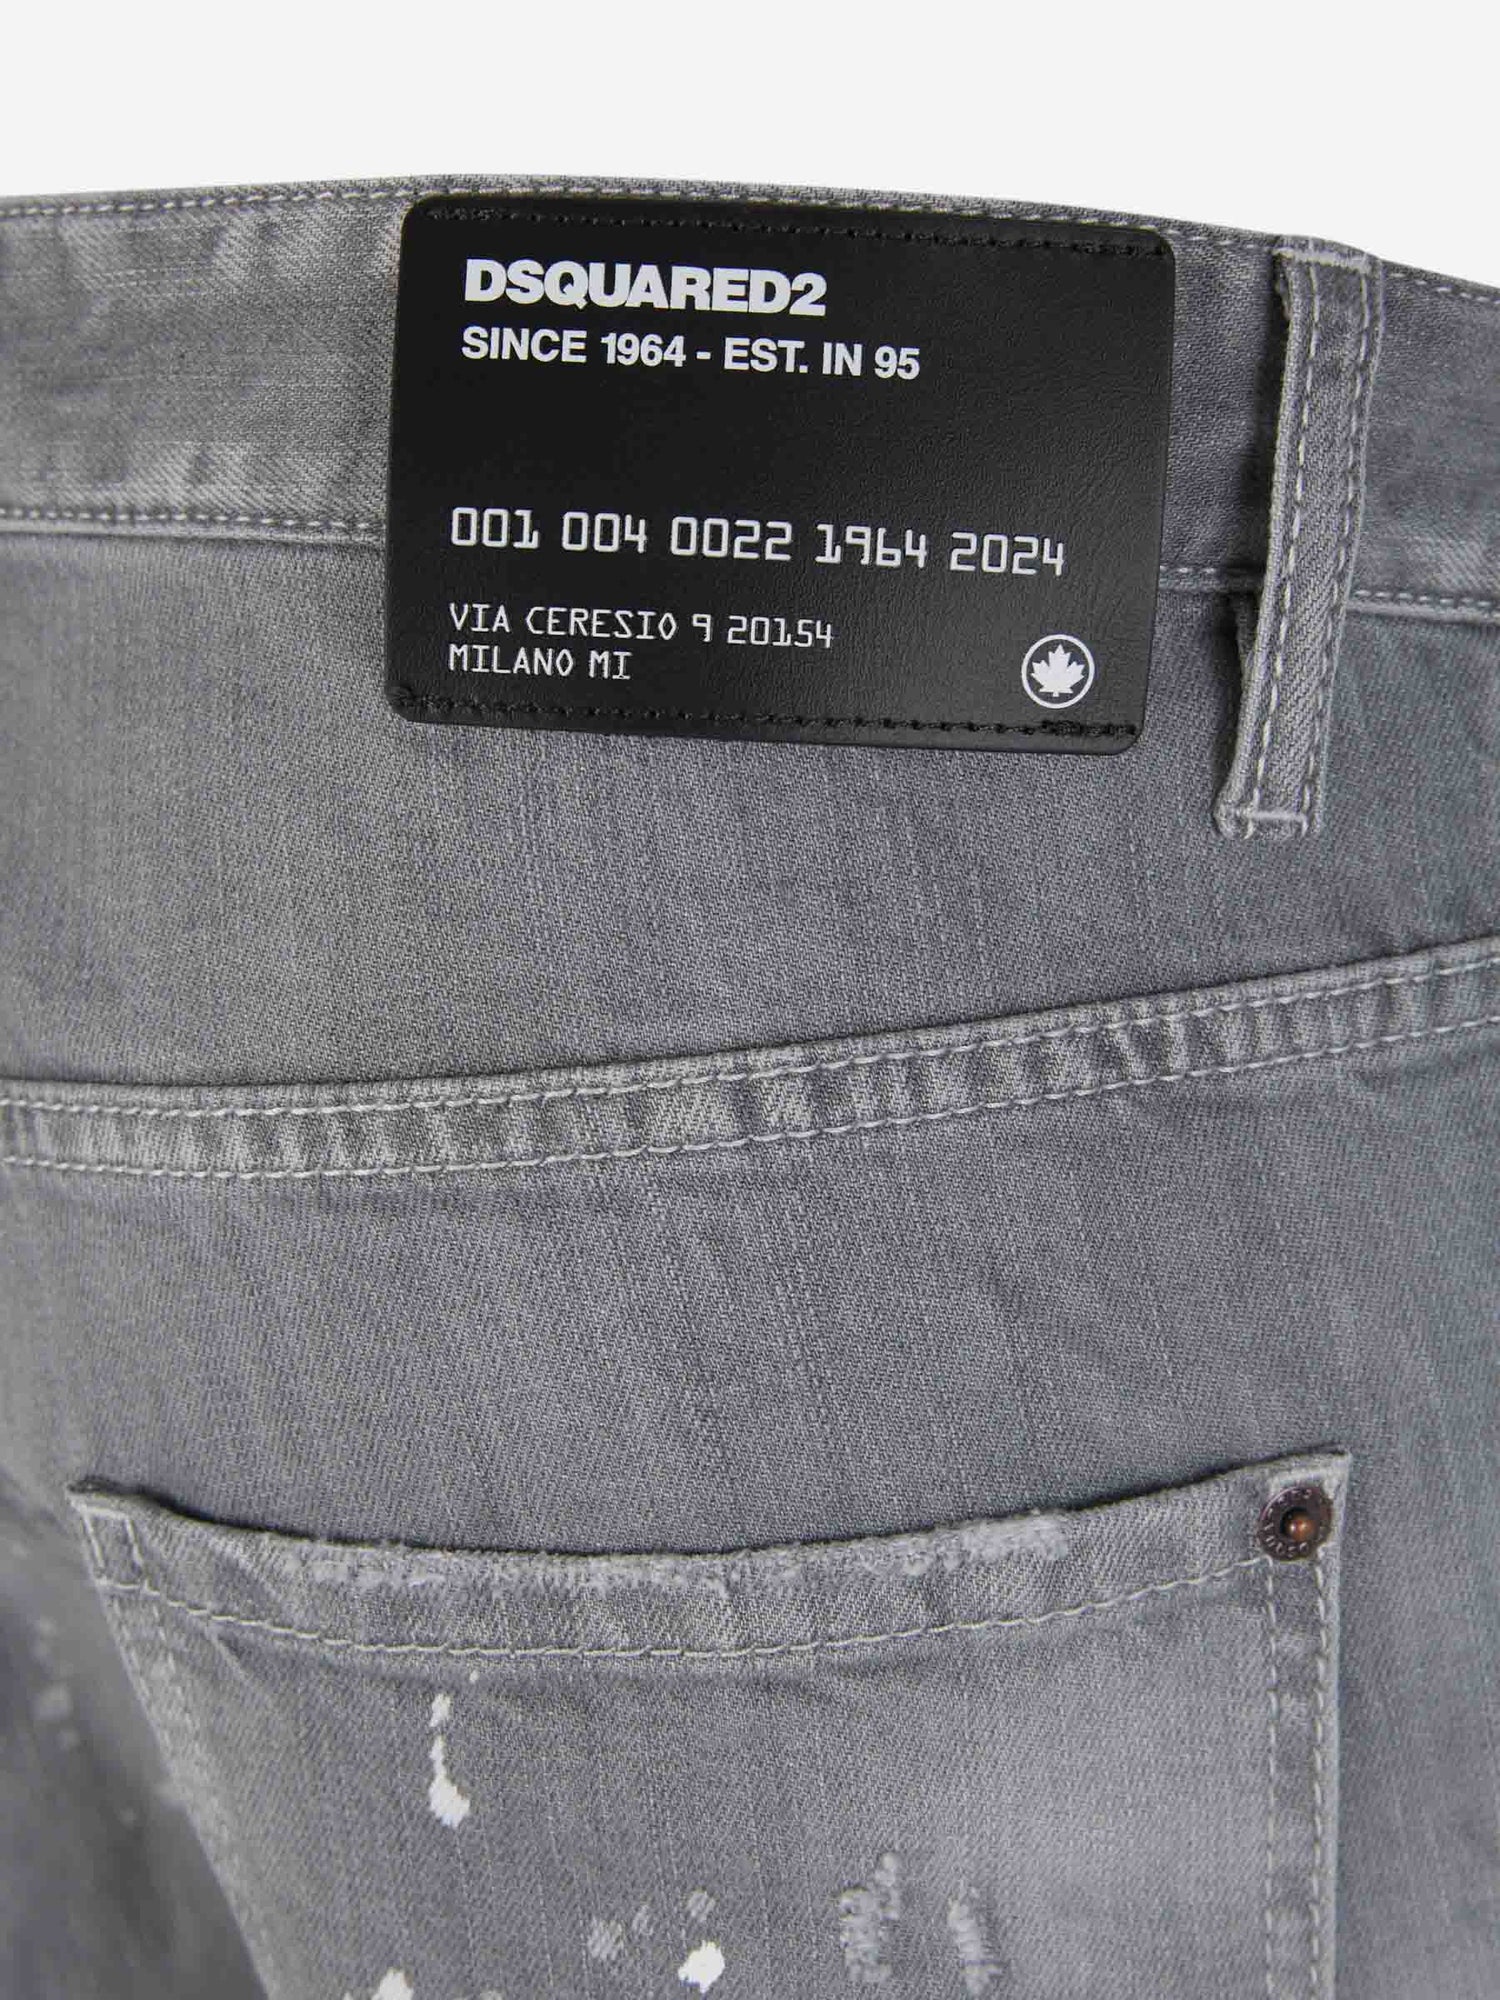 DSQUARED2
SINCE 1964 - EST. IN 95
001 004 0022 1964 2024
VIA CERESIO 9 20154
MILANO MI